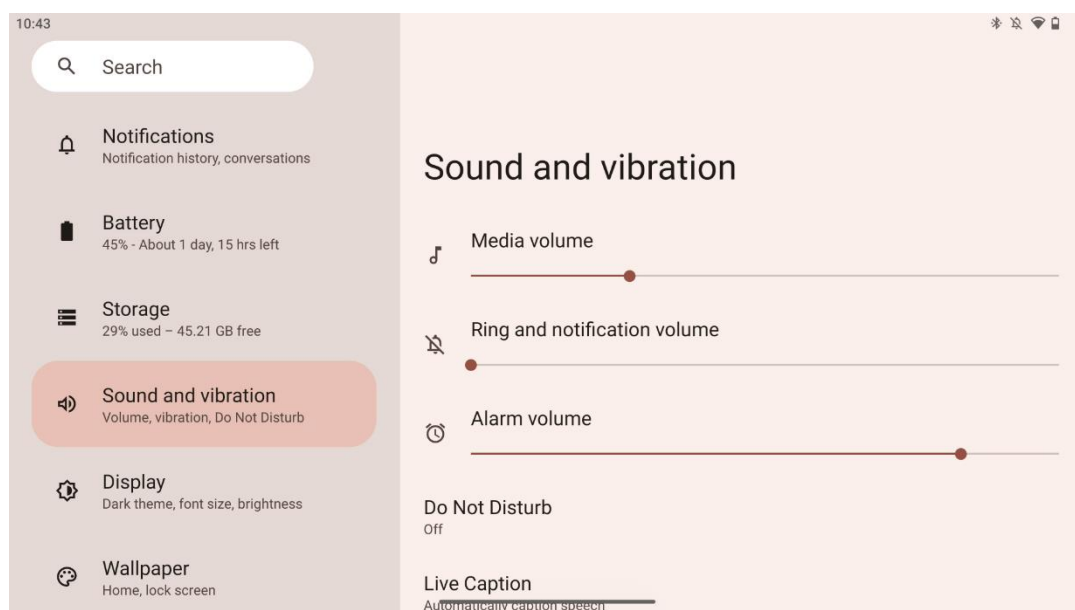 10:43
Search
Notifications
Notification history, conversations
Battery
45% - About 1 day, 15 hrs left
Storage
29% used – 45.21 GB free
Sound and vibration
Volume, vibration, Do Not Disturb
Display
Dark theme, font size, brightness
Wallpaper
Home, lock screen
Sound and vibration
Media volume
Ring and notification volume
Alarm volume
Do Not Disturb
Off
Live Caption
Automatically caption speech